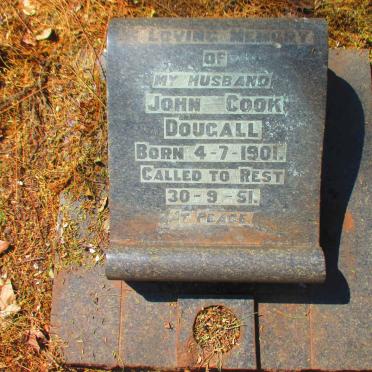 IN LOVING MEMORY
OF
MY HUSBAND
JOHN COOK
DOUGALL
BORN 4-7-1901.
CALLED TO REST
30-9-51.
AT PEACE